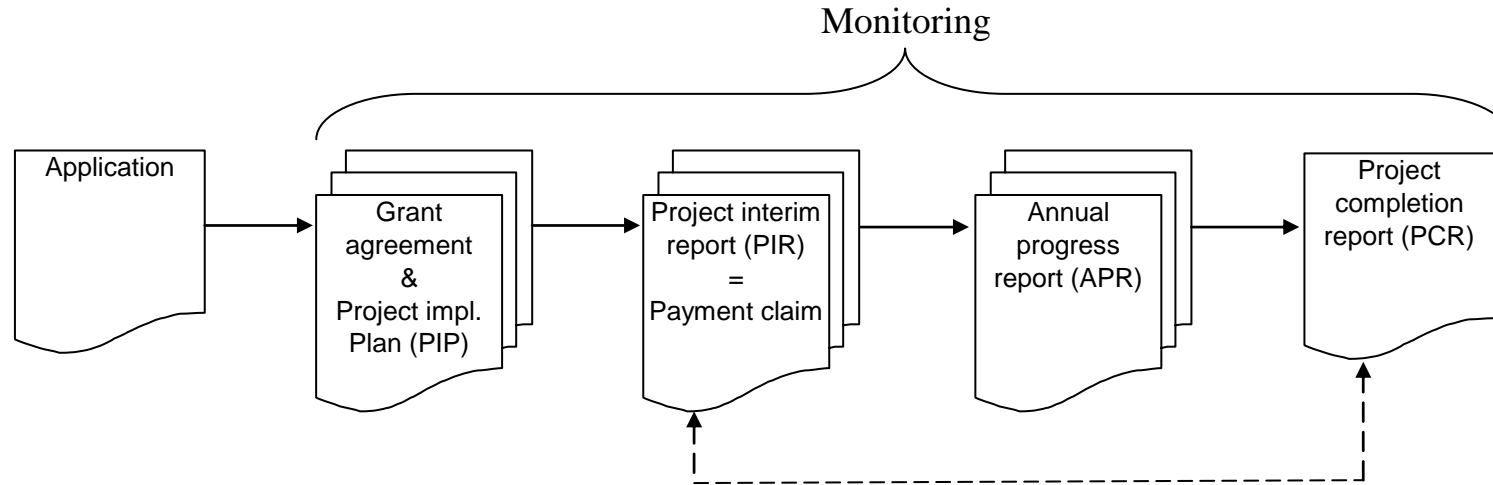 Monitoring
Application
Grant
agreement
&
Project impl.
Plan (PIP)
Project interim
report (PIR)
=
Payment claim
Annual
progress
report (APR)
Project
completion
report (PCR)